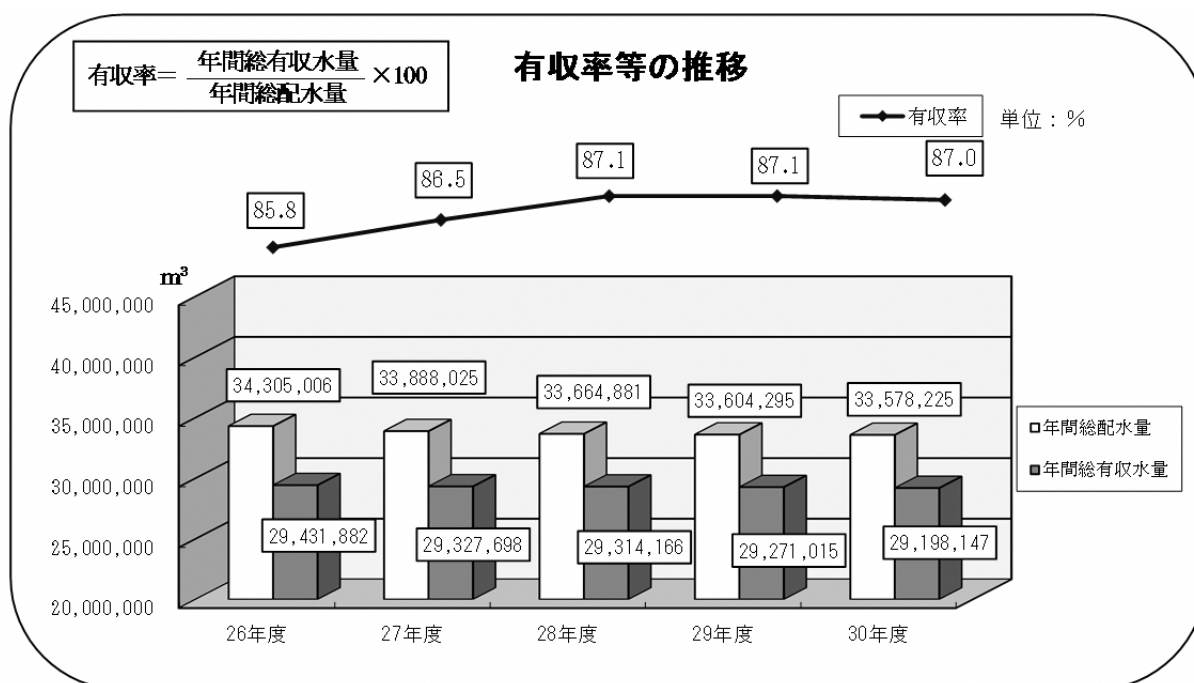 有収率等の推移
有収率＝ 年間総有収水量 / 年間総配水量 ×100
有収率 単位：％
85.8
86.5
87.1
87.1
87.0
m³
45,000,000
40,000,000
35,000,000
30,000,000
25,000,000
20,000,000
34,305,006
33,888,025
33,664,881
33,604,295
33,578,225
29,431,882
29,327,698
29,314,166
29,271,015
29,198,147
26年度
27年度
28年度
29年度
30年度
年間総配水量
年間総有収水量